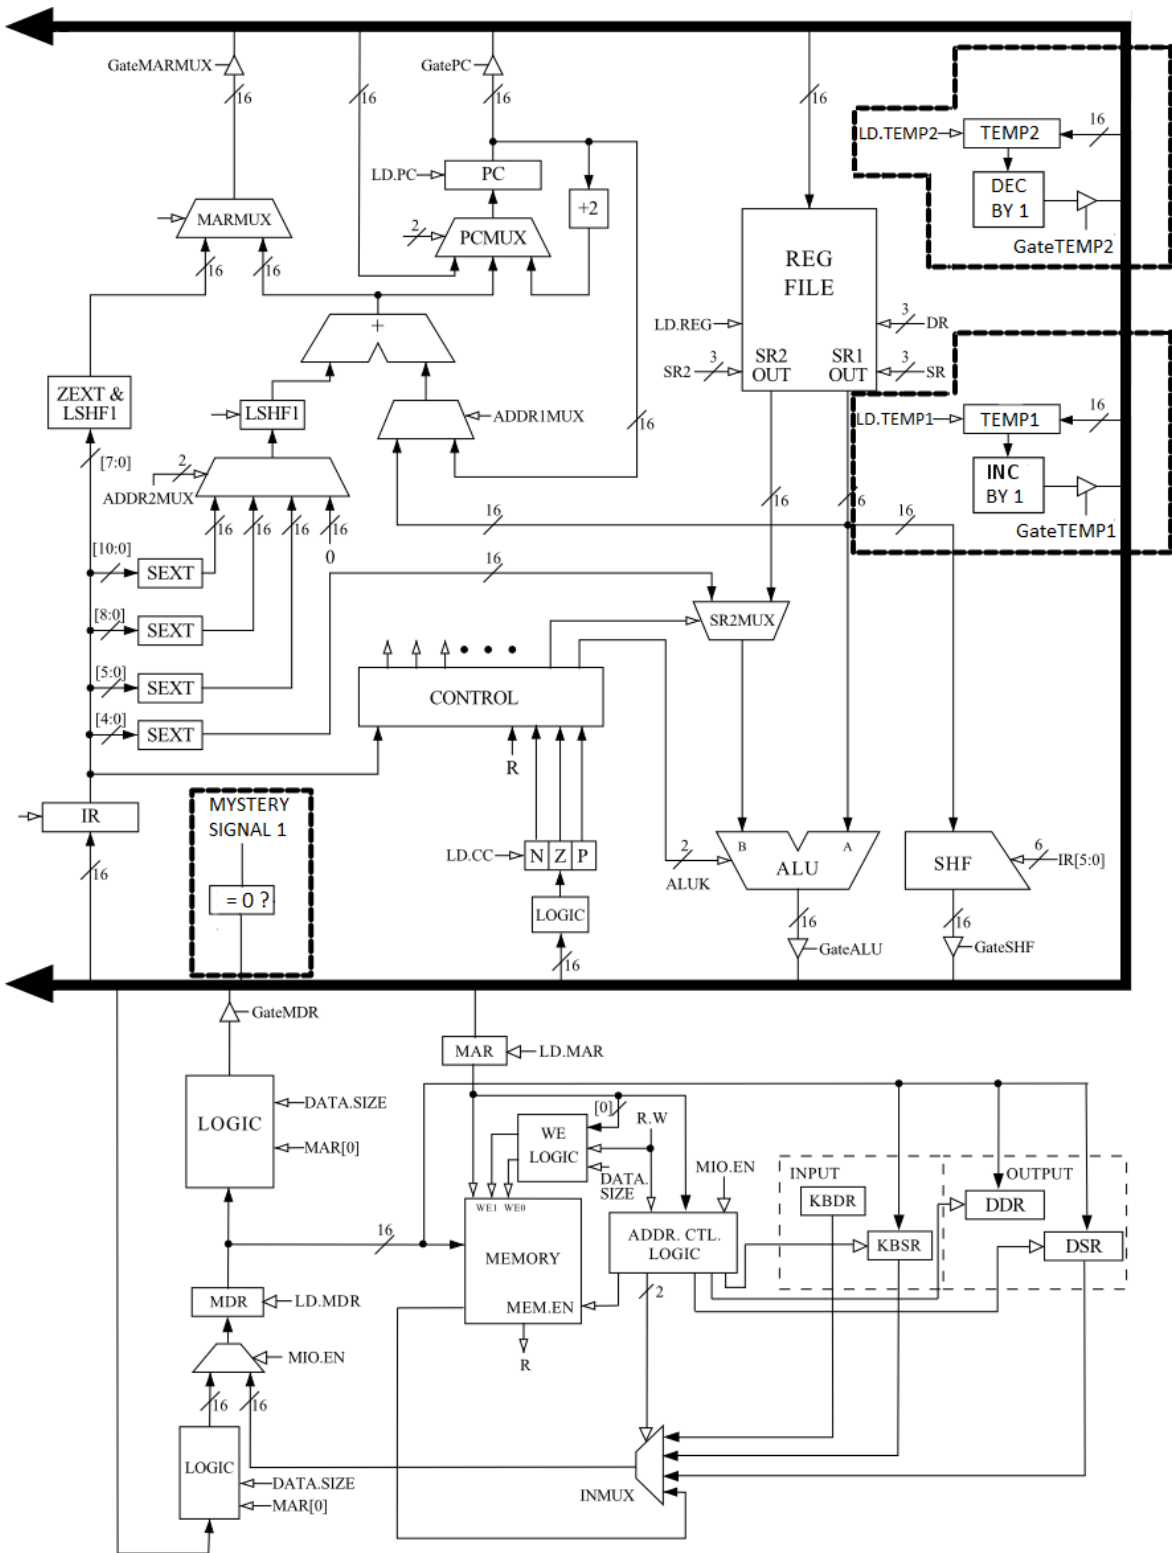 GateMARMUX
16
16
GatePC
16
16
LD.TEMP2
TEMP2
16
DEC
BY 1
GateTEMP2
LD.PC
PC
+2
MARMUX
2
PCMUX
16
16
REG
FILE
LD.REG
3
DR
SR2
3
SR2
OUT
SR1
OUT
3
SR
+
ZEXT &
LSHF1
LSHF1
ADDR1MUX
16
LD.TEMP1
TEMP1
16
INC
BY 1
GateTEMP1
[7:0]
2
ADDR2MUX
16
16
16
16
0
16
16
16
16
[10:0]
SEXT
16
[8:0]
SEXT
SR2MUX
[5:0]
SEXT
CONTROL
[4:0]
SEXT
R
IR
16
MYSTERY
SIGNAL 1
= 0 ?
LD.CC
N Z P
LOGIC
16
2
ALUK
B
A
ALU
16
GateALU
SHF
6
IR[5:0]
16
GateSHF
GateMDR
MAR
LD.MAR
LOGIC
DATA.SIZE
MAR[0]
[0]
R.W
WE
LOGIC
DATA.
SIZE
MIO.EN
INPUT
OUTPUT
KBDR
DDR
KBSR
DSR
16
WE1 WE0
MEMORY
MEM.EN
ADDR. CTL.
LOGIC
2
R
MDR
LD.MDR
MIO.EN
16
16
LOGIC
DATA.SIZE
MAR[0]
INMUX